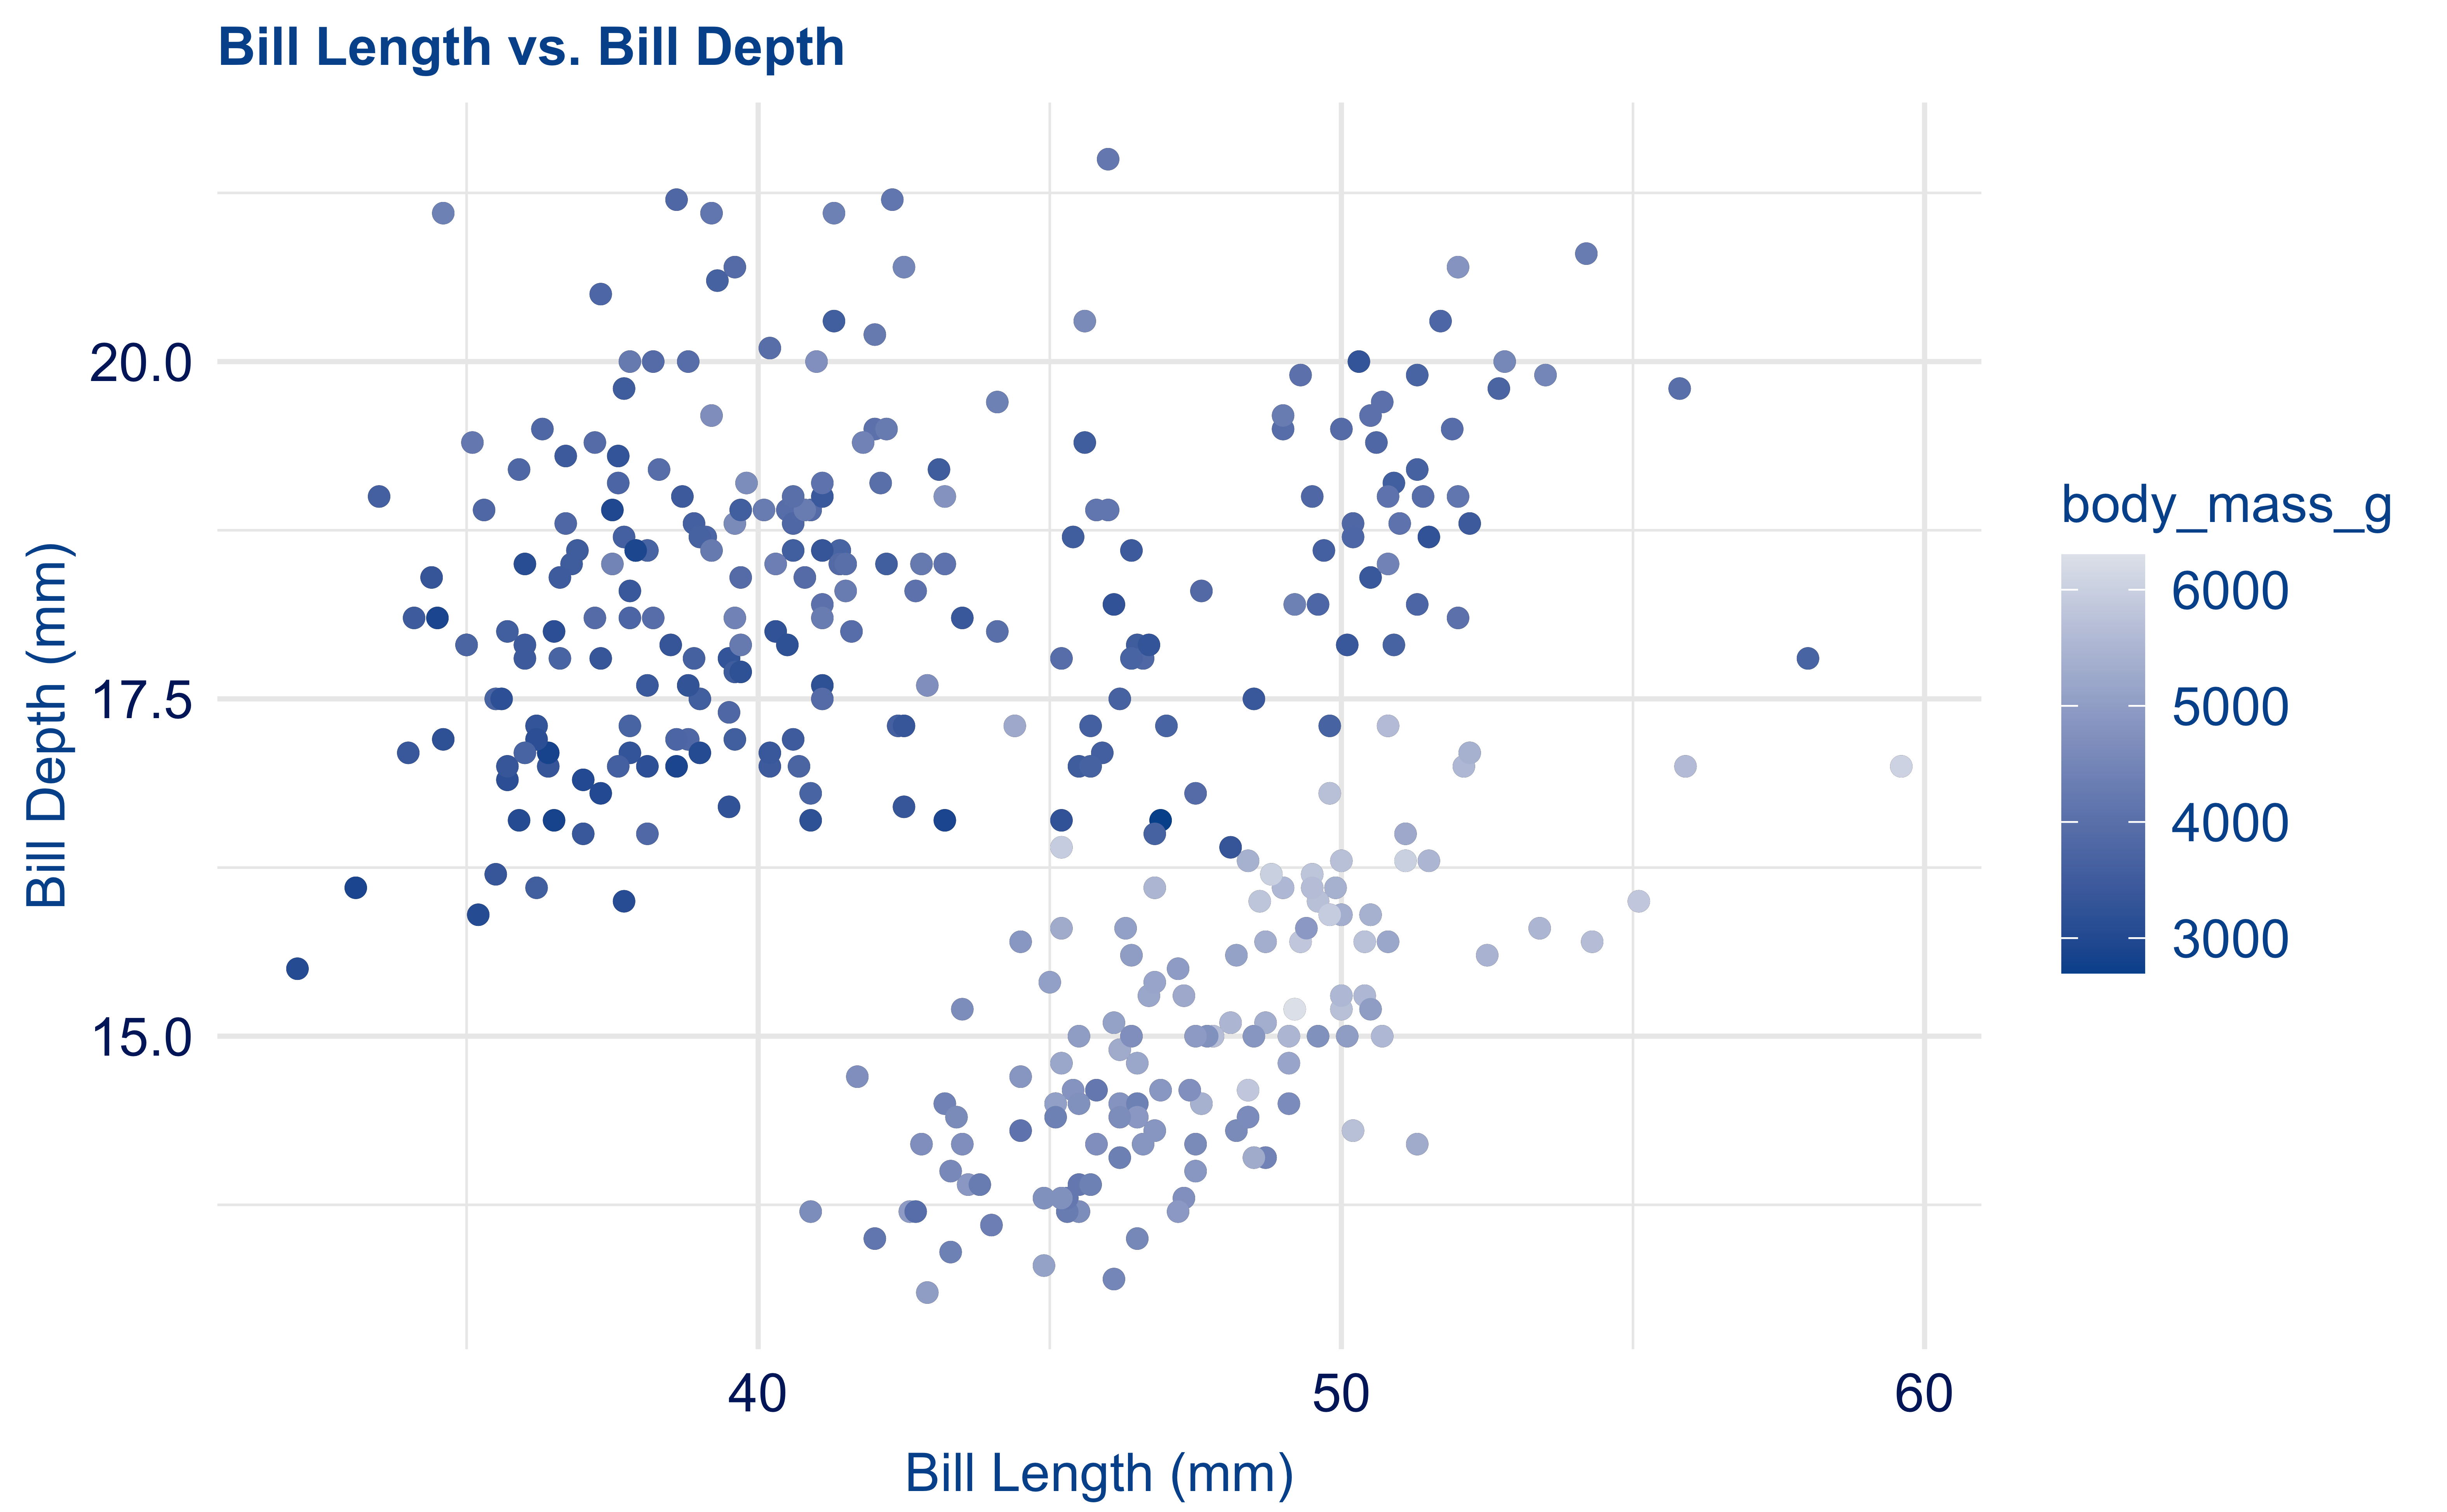 Bill Length vs. Bill Depth
Bill Depth (mm)
20.0
17.5
15.0
40
50
60
Bill Length (mm)
body_mass_g
6000
5000
4000
3000